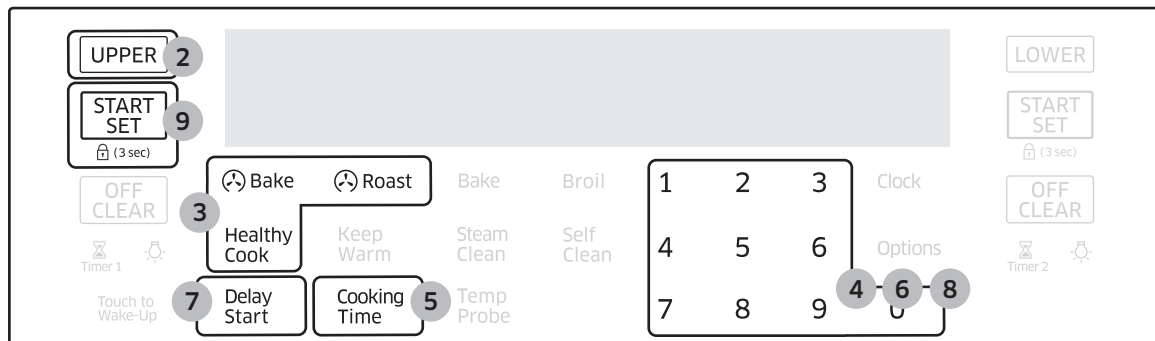 UPPER 2 LOWER
START SET 9 START SET
(3 sec) (3 sec)
OFF CLEAR Bake Roast Bake Broil 1 2 3 Clock OFF CLEAR
3
Timer 1 Healthy Cook Keep Warm Steam Clean Self Clean 4 5 6 Options Timer 2
4 6 8
Touch to Wake-Up 7 Delay Start Cooking Time 5 Temp Probe 7 8 9